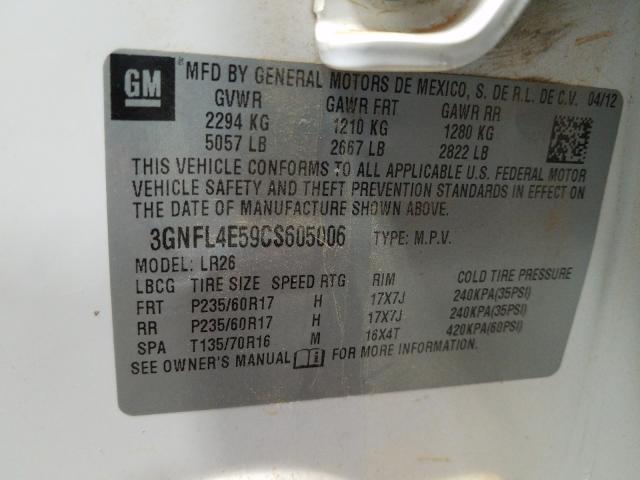 GM
MFD BY GENERAL MOTORS DE MEXICO, S. DE R.L. DE C.V. 04/12
GVWR GAWR FRT GAWR RR
2294 KG 1210 KG 1280 KG
5057 LB 2667 LB 2822 LB
THIS VEHICLE CONFORMS TO ALL APPLICABLE U.S. FEDERAL MOTOR
VEHICLE SAFETY AND THEFT PREVENTION STANDARDS IN EFFECT ON
THE DATE OF MANUFACTURE SHOWN ABOVE.
3GNFL4E59CS605006 TYPE: M.P.V.
MODEL: LR26
LBCG TIRE SIZE SPEED RTG RIM COLD TIRE PRESSURE
FRT P235/60R17 H 17X7J 240KPA(35PSI)
RR P235/60R17 H 17X7J 240KPA(35PSI)
SPA T135/70R16 M 16X4T 420KPA(60PSI)
SEE OWNER'S MANUAL FOR MORE INFORMATION.